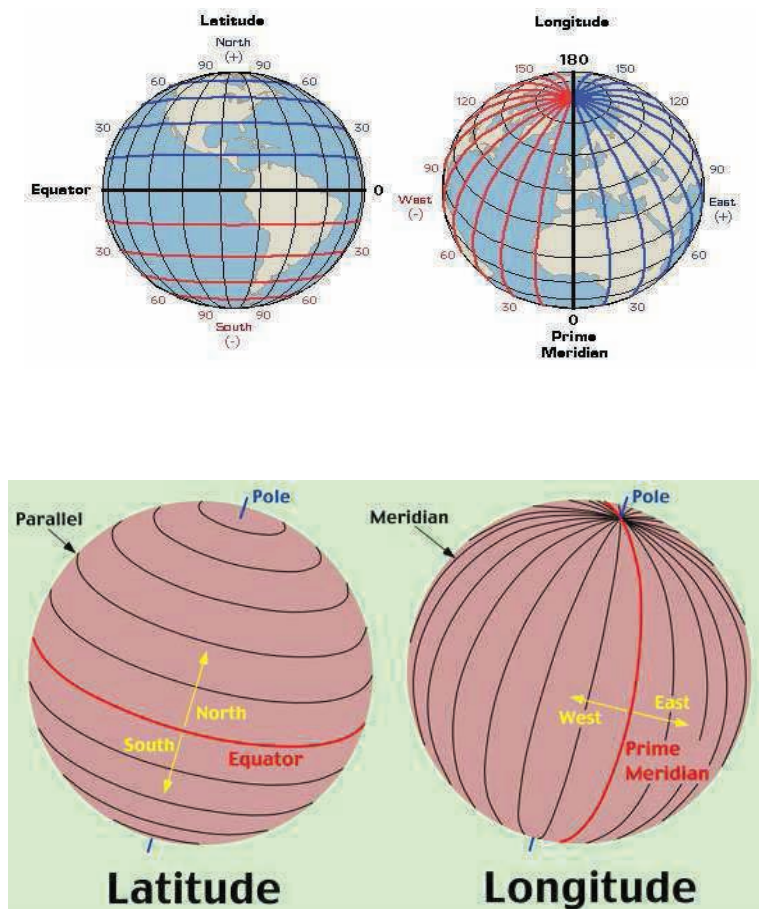 Latitude
North
(+)
90 90
60 60
30 30
Equator 0
30 30
60 60
90 90
South
(-)
Longitude
180
150 150
120 120
90 90
West East
(-) (+)
60 60
30 30
0
Prime
Meridian
Pole
Parallel
North
South
Equator
Latitude
Pole
Meridian
East
West
Prime
Meridian
Longitude